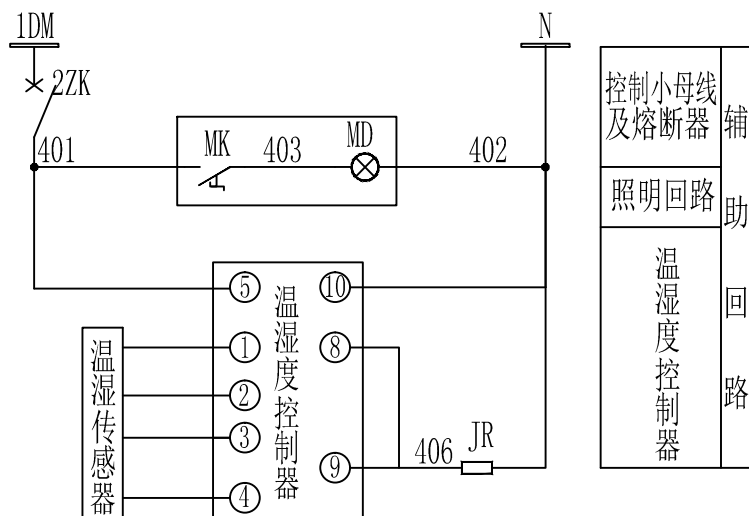 1DM
N
2ZK
401
MK
403
MD
402
控制小母线
及熔断器
照明回路
温湿度控制器
辅助回路
5
10
温湿度控制器
1
8
2
3
9
4
406
JR
温湿传感器